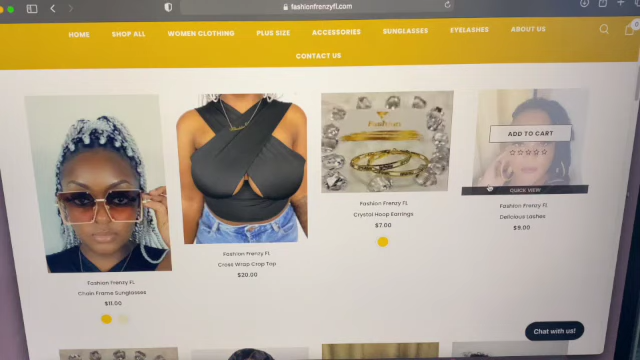 fashionfrenzyfl.com
HOME SHOP ALL WOMEN CLOTHING PLUS SIZE ACCESSORIES SUNGLASSES EYELASHES ABOUT US
CONTACT US
Fashion Frenzy FL
Chain Frame Sunglasses
$11.00
Fashion Frenzy FL
Cross Wrap Crop Top
$20.00
Fashion Frenzy FL
Crystal Hoop Earrings
$7.00
ADD TO CART
QUICK VIEW
Fashion Frenzy FL
Delicious Lashes
$9.00
Chat with us!